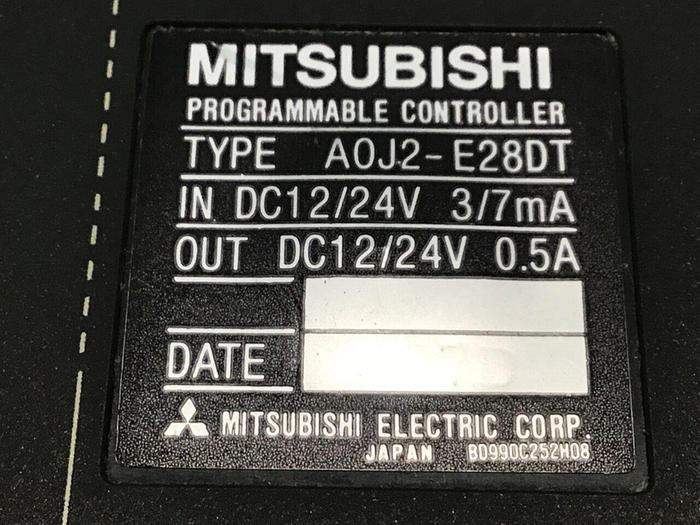 MITSUBISHI
PROGRAMMABLE CONTROLLER
TYPE A0J2-E28DT
IN DC12/24V 3/7mA
OUT DC12/24V 0.5A
DATE
MITSUBISHI ELECTRIC CORP.
JAPAN BD990C252H08